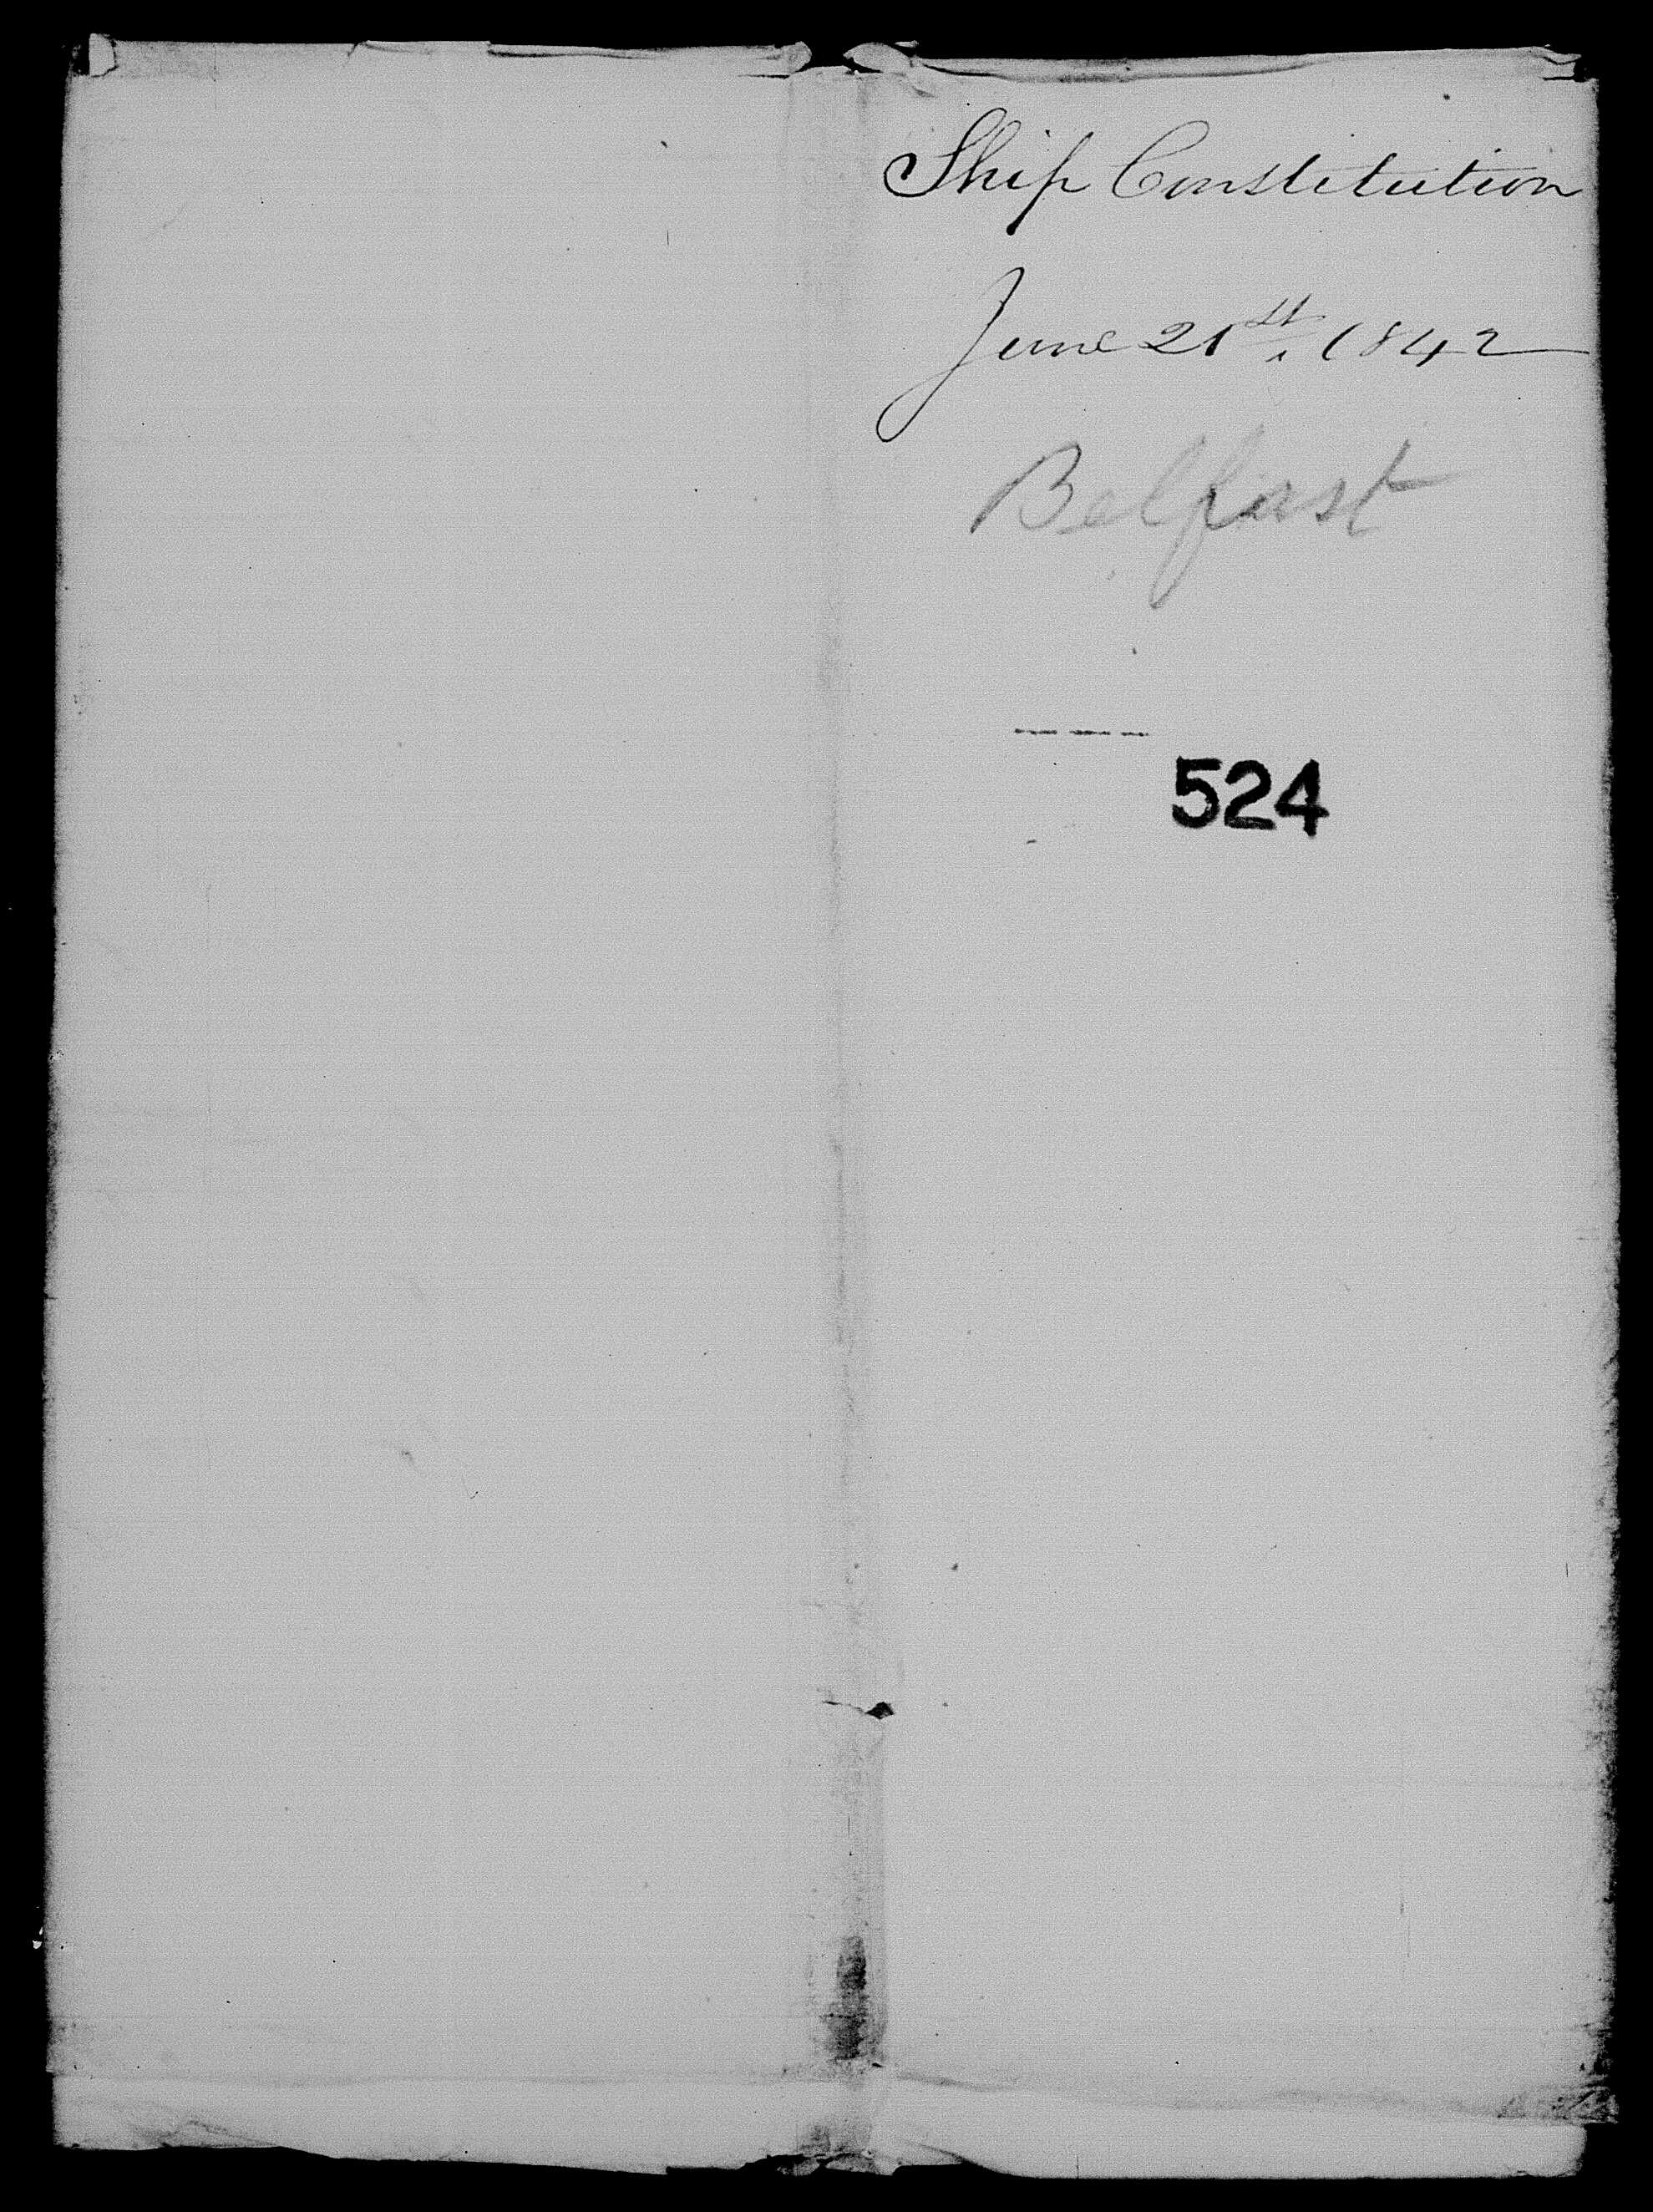 Ship Constitution
June 21st 1842
Belfast
524